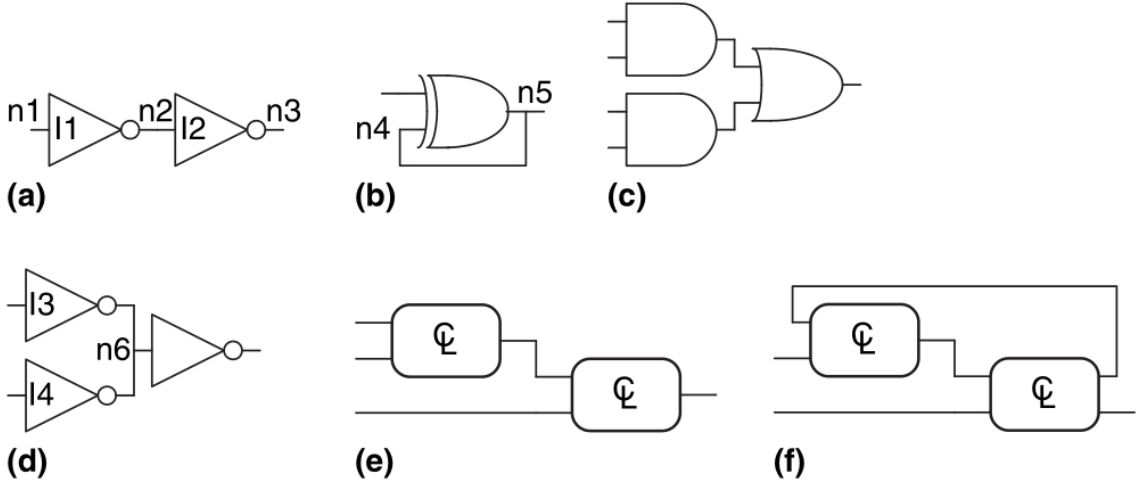 n1 I1 n2 I2 n3
n4 n5
(a) (b) (c)
I3
n6
I4
CL CL
CL CL
(d) (e) (f)